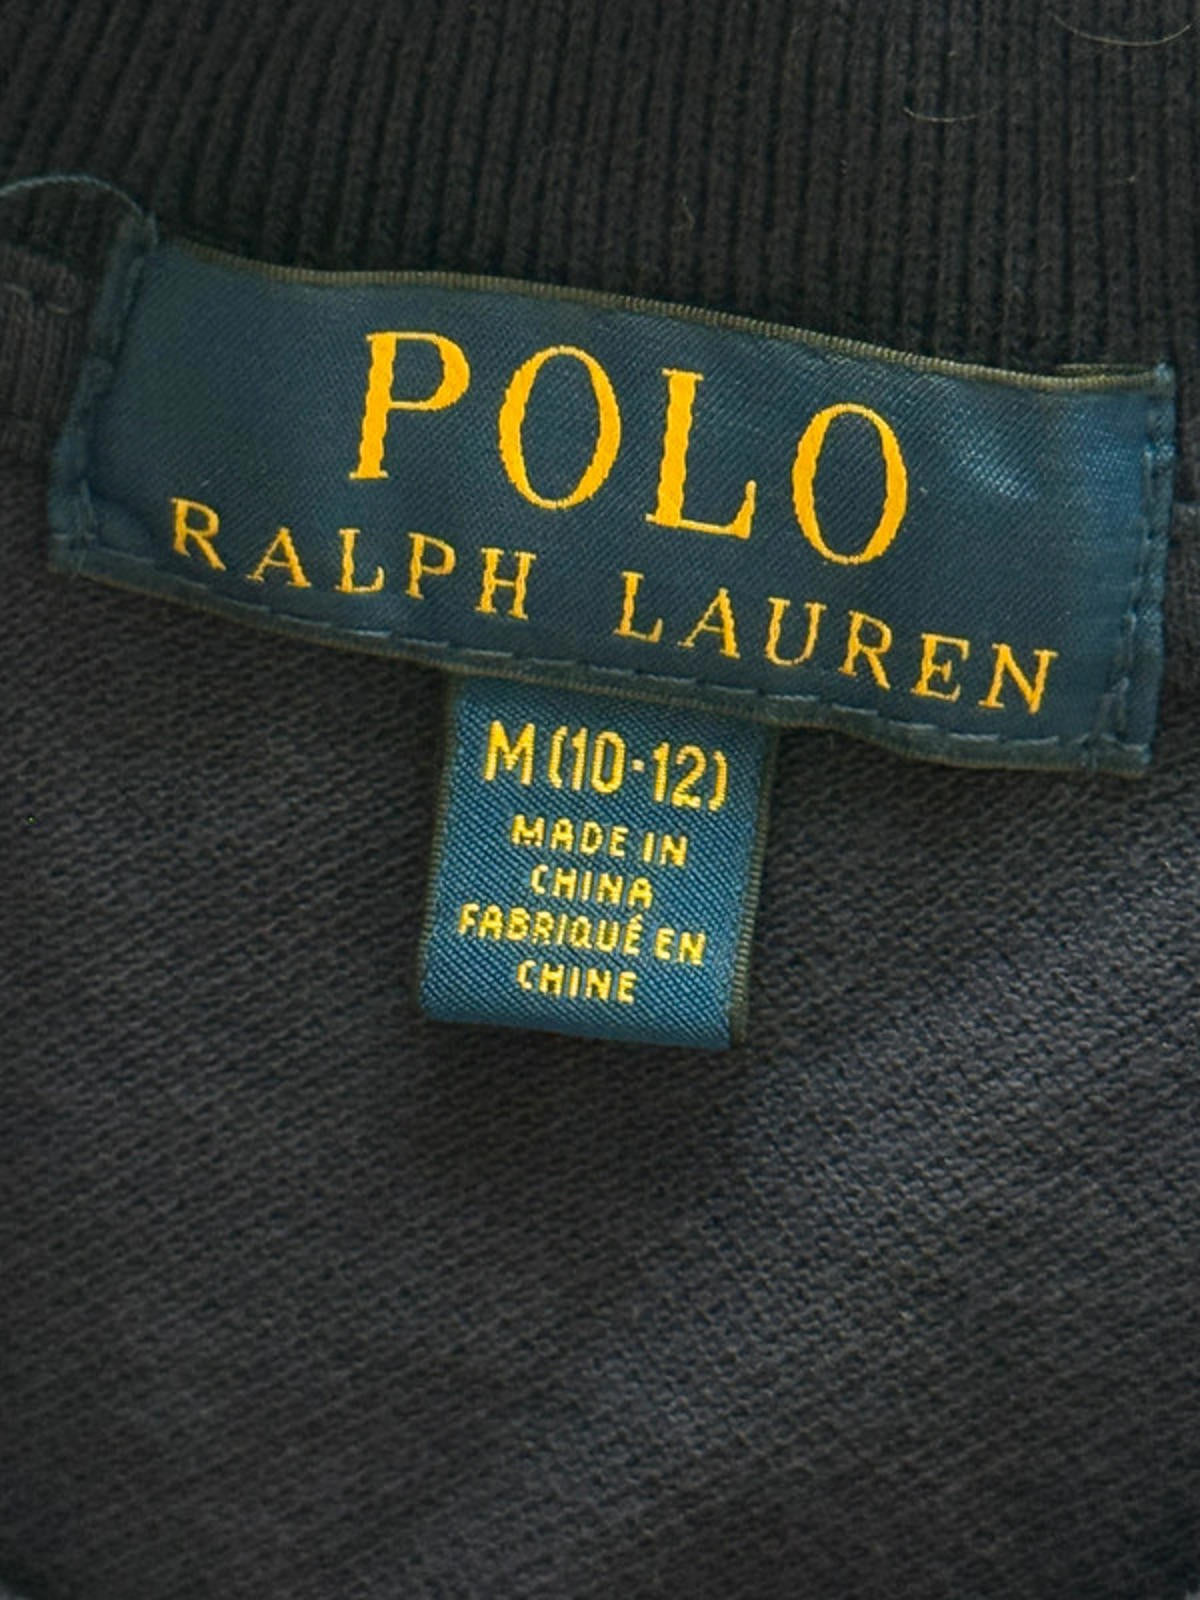 POLO
RALPH LAUREN
M (10-12)
MADE IN
CHINA
FABRIQUÉ EN
CHINE